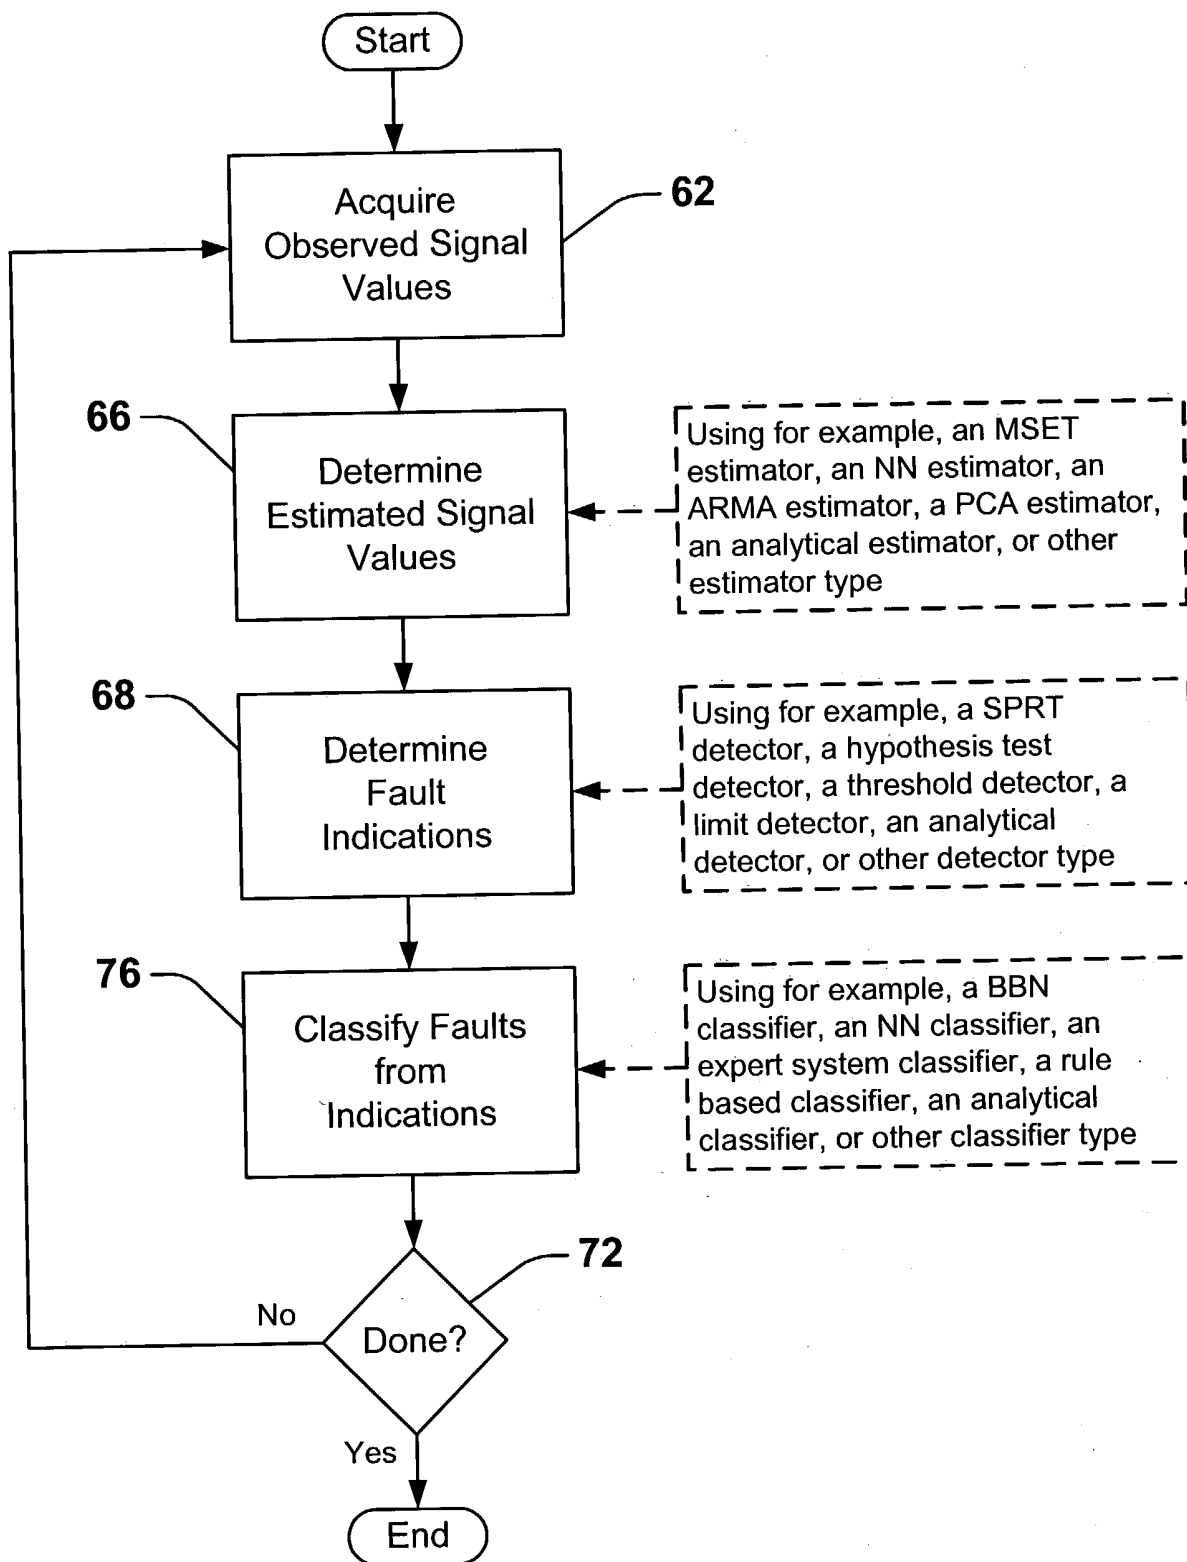 Start
Acquire
Observed Signal
Values
62
66
Determine
Estimated Signal
Values
Using for example, an MSET
estimator, an NN estimator, an
ARMA estimator, a PCA estimator,
an analytical estimator, or other
estimator type
68
Determine
Fault
Indications
Using for example, a SPRT
detector, a hypothesis test
detector, a threshold detector, a
limit detector, an analytical
detector, or other detector type
76
Classify Faults
from
Indications
Using for example, a BBN
classifier, an NN classifier, an
expert system classifier, a rule
based classifier, an analytical
classifier, or other classifier type
72
No
Done?
Yes
End